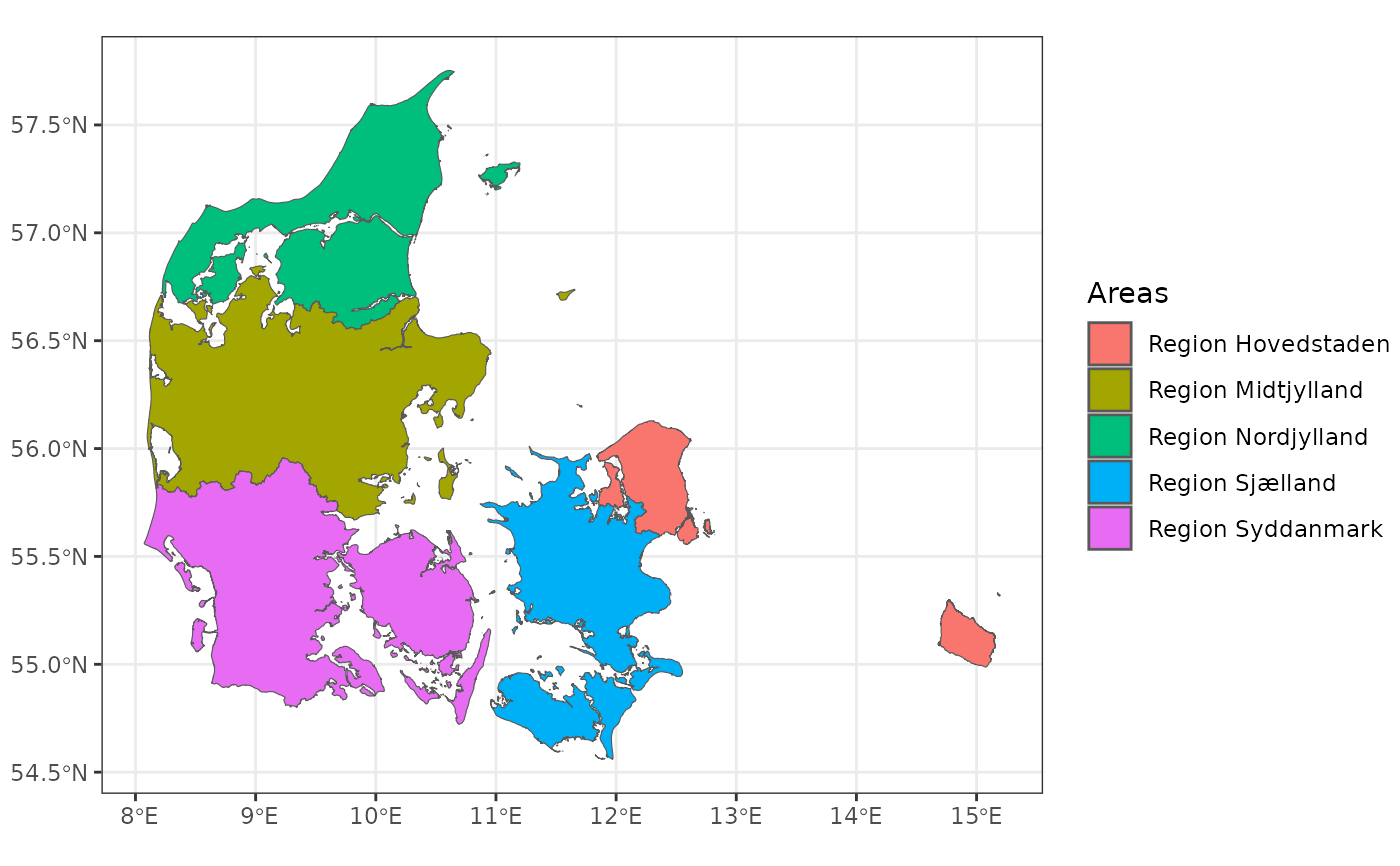 57.5°N
57.0°N
56.5°N
56.0°N
55.5°N
55.0°N
54.5°N
8°E 9°E 10°E 11°E 12°E 13°E 14°E 15°E
Areas
Region Hovedstaden
Region Midtjylland
Region Nordjylland
Region Sjælland
Region Syddanmark